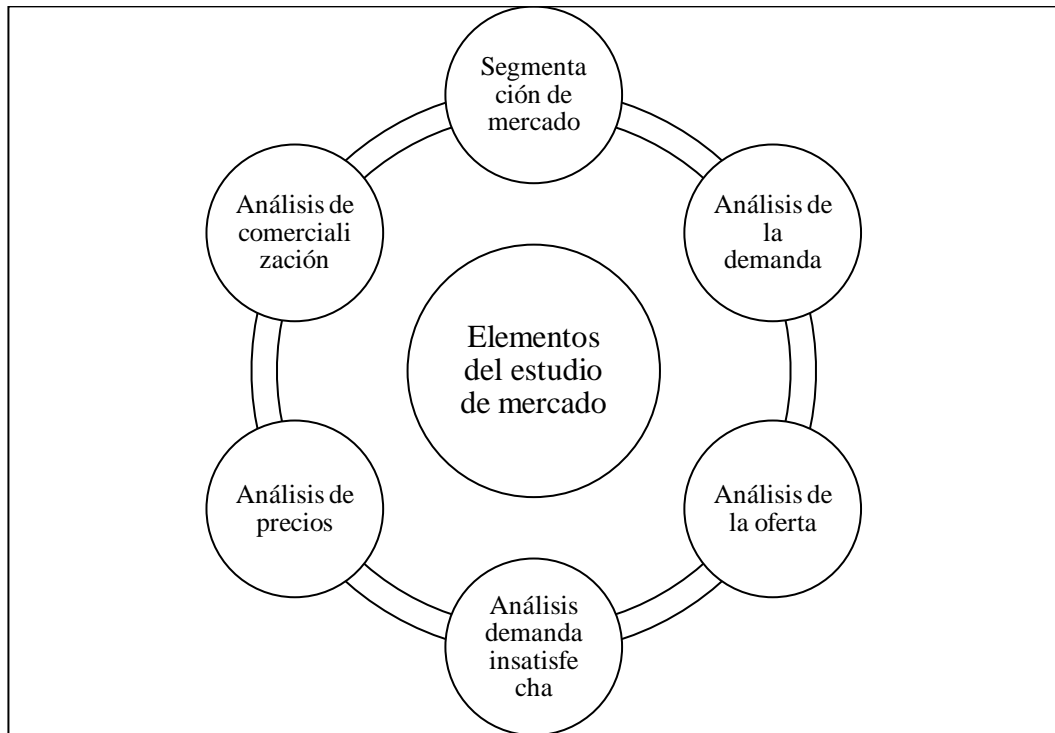 Segmenta
ción de
mercado
Análisis de
la
demanda
Análisis de
la oferta
Análisis
demanda
insatisfe
cha
Análisis de
precios
Análisis de
comerciali
zación
Elementos
del estudio
de mercado